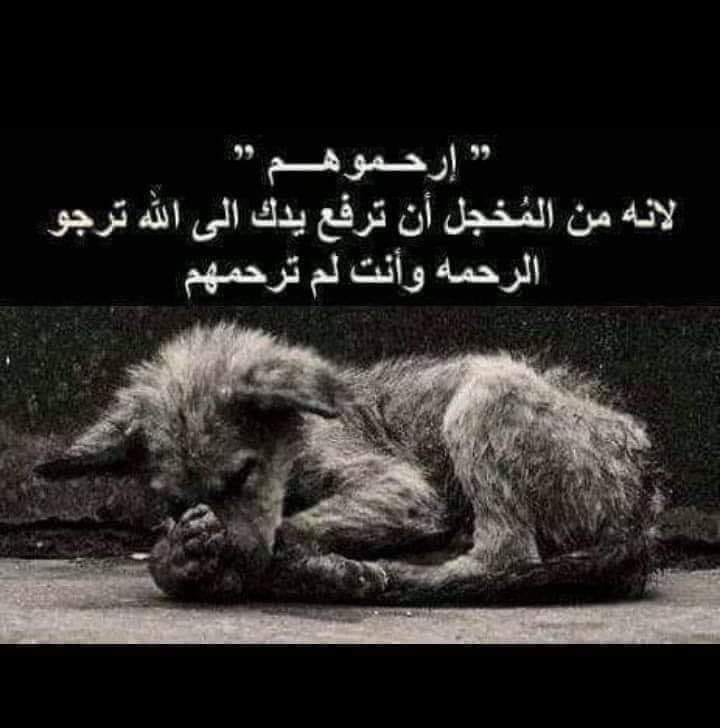 " إرحموهم "
لانه من المُخجل أن ترفع يدك الى الله ترجو
الرحمه وأنت لم ترحمهم